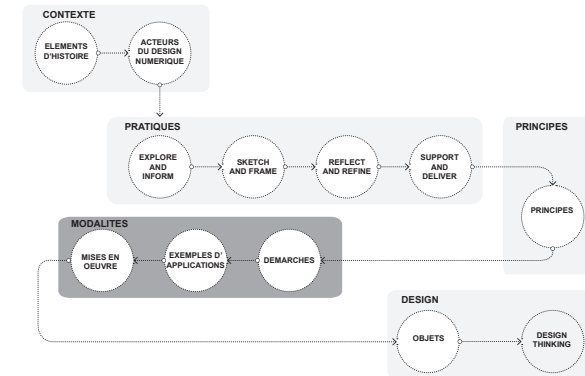 CONTEXTE
ELEMENTS
D'HISTOIRE
ACTEURS
DU DESIGN
NUMERIQUE
PRATIQUES
EXPLORE
AND
INFORM
SKETCH
AND FRAME
REFLECT
AND REFINE
SUPPORT
AND
DELIVER
PRINCIPES
PRINCIPES
MODALITES
MISES EN
OEUVRE
EXEMPLES D'
APPLICATIONS
DEMARCHES
DESIGN
OBJETS
DESIGN
THINKING